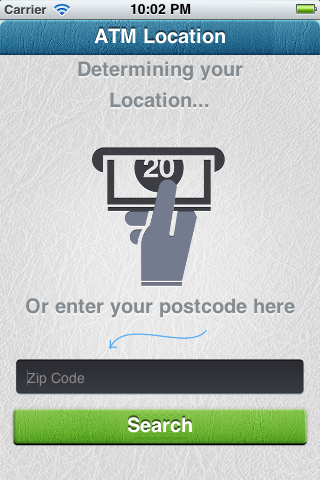 Carrier 10:02 PM
ATM Location
Determining your
Location...
20
Or enter your postcode here
Zip Code
Search